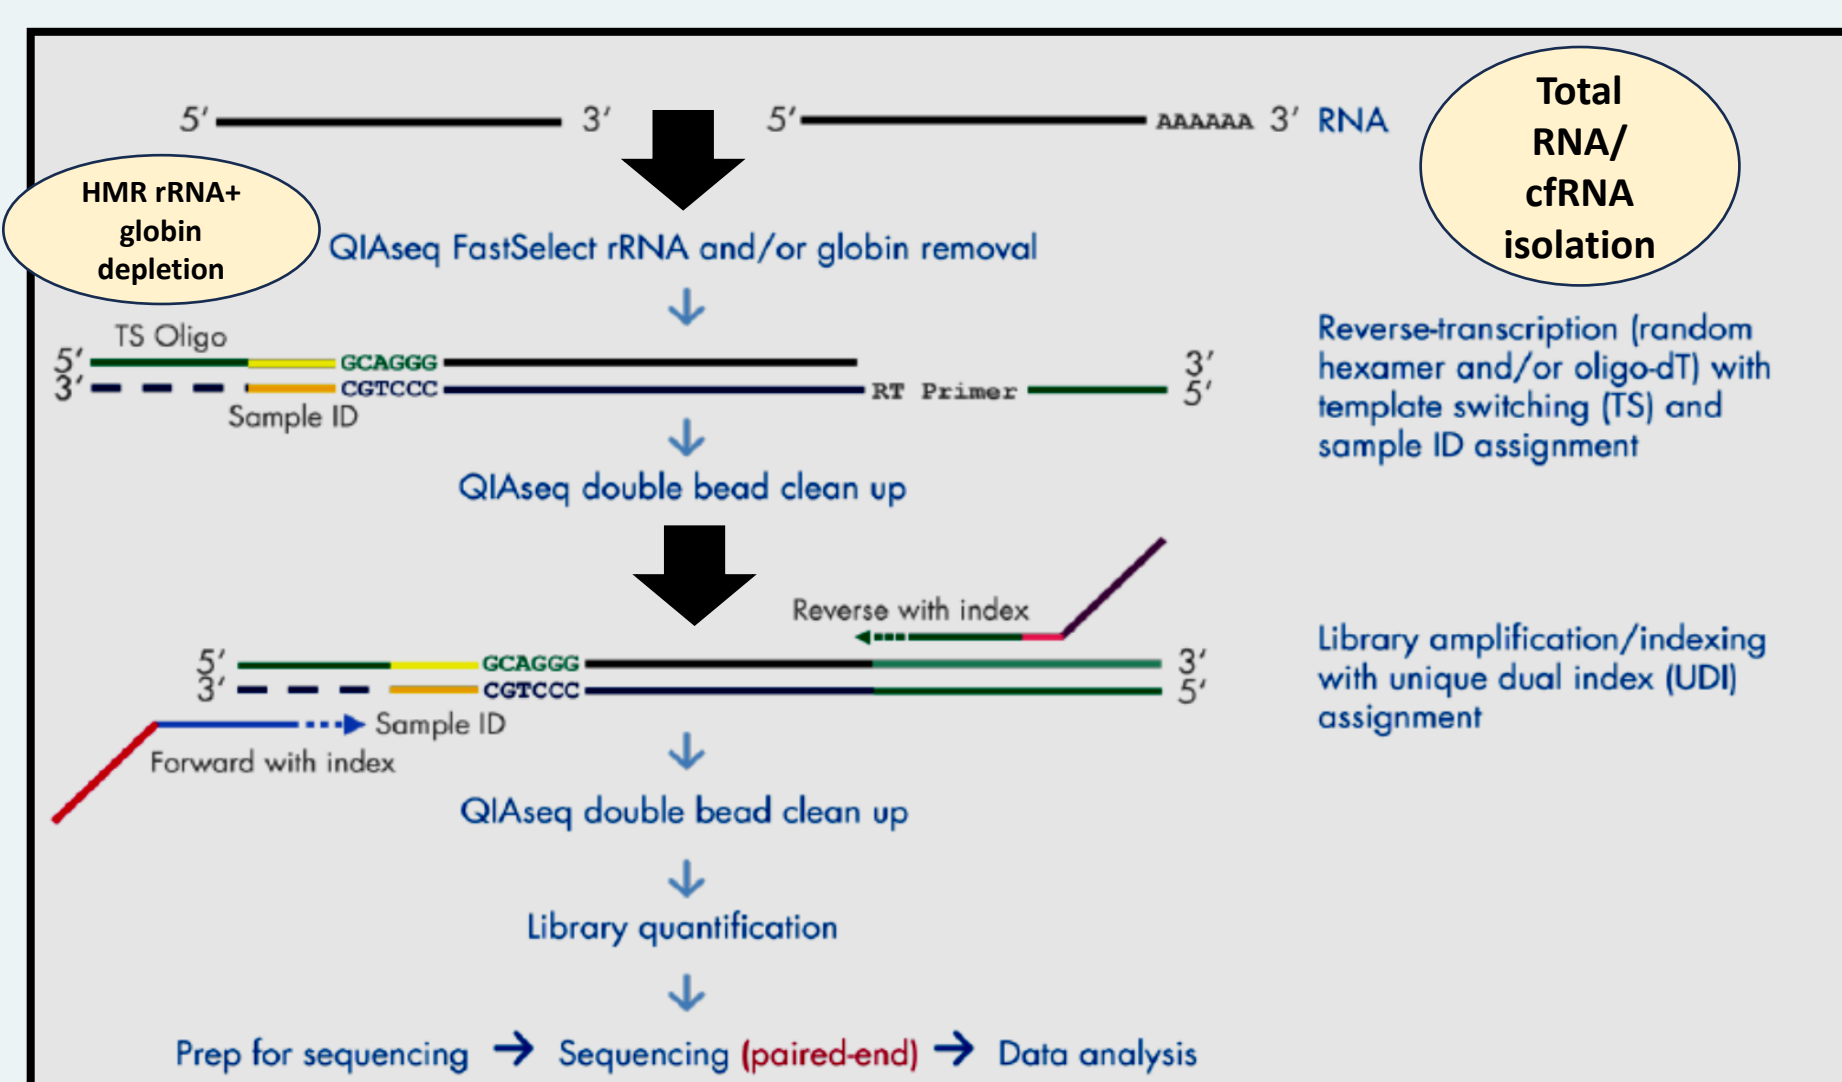 5′ 3′ 5′ AAAAAA 3′ RNA
Total
RNA/
cfRNA
isolation
HMR rRNA+
globin
depletion
QIAseq FastSelect rRNA and/or globin removal
TS Oligo
5′ GCAGGG 3′
3′ CGTCCC RT Primer 5′
Sample ID
Reverse-transcription (random
hexamer and/or oligo-dT) with
template switching (TS) and
sample ID assignment
QIAseq double bead clean up
Reverse with index
5′ GCAGGG 3′
3′ CGTCCC 5′
Sample ID
Forward with index
Library amplification/indexing
with unique dual index (UDI)
assignment
QIAseq double bead clean up
Library quantification
Prep for sequencing → Sequencing (paired-end) → Data analysis